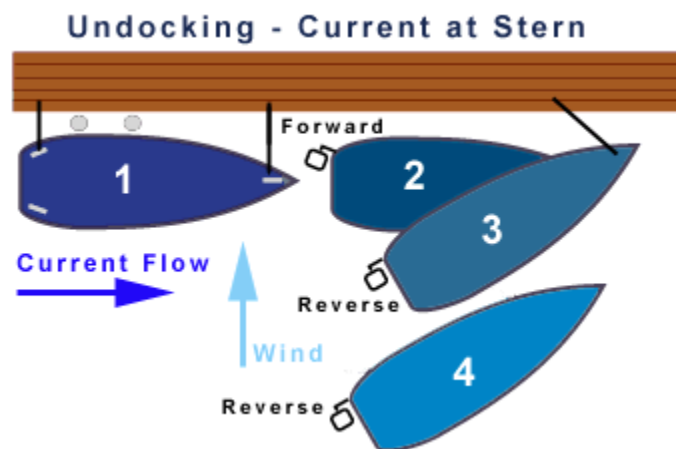 Undocking - Current at Stern
Forward
1
2
3
Current Flow
Reverse
Wind
4
Reverse